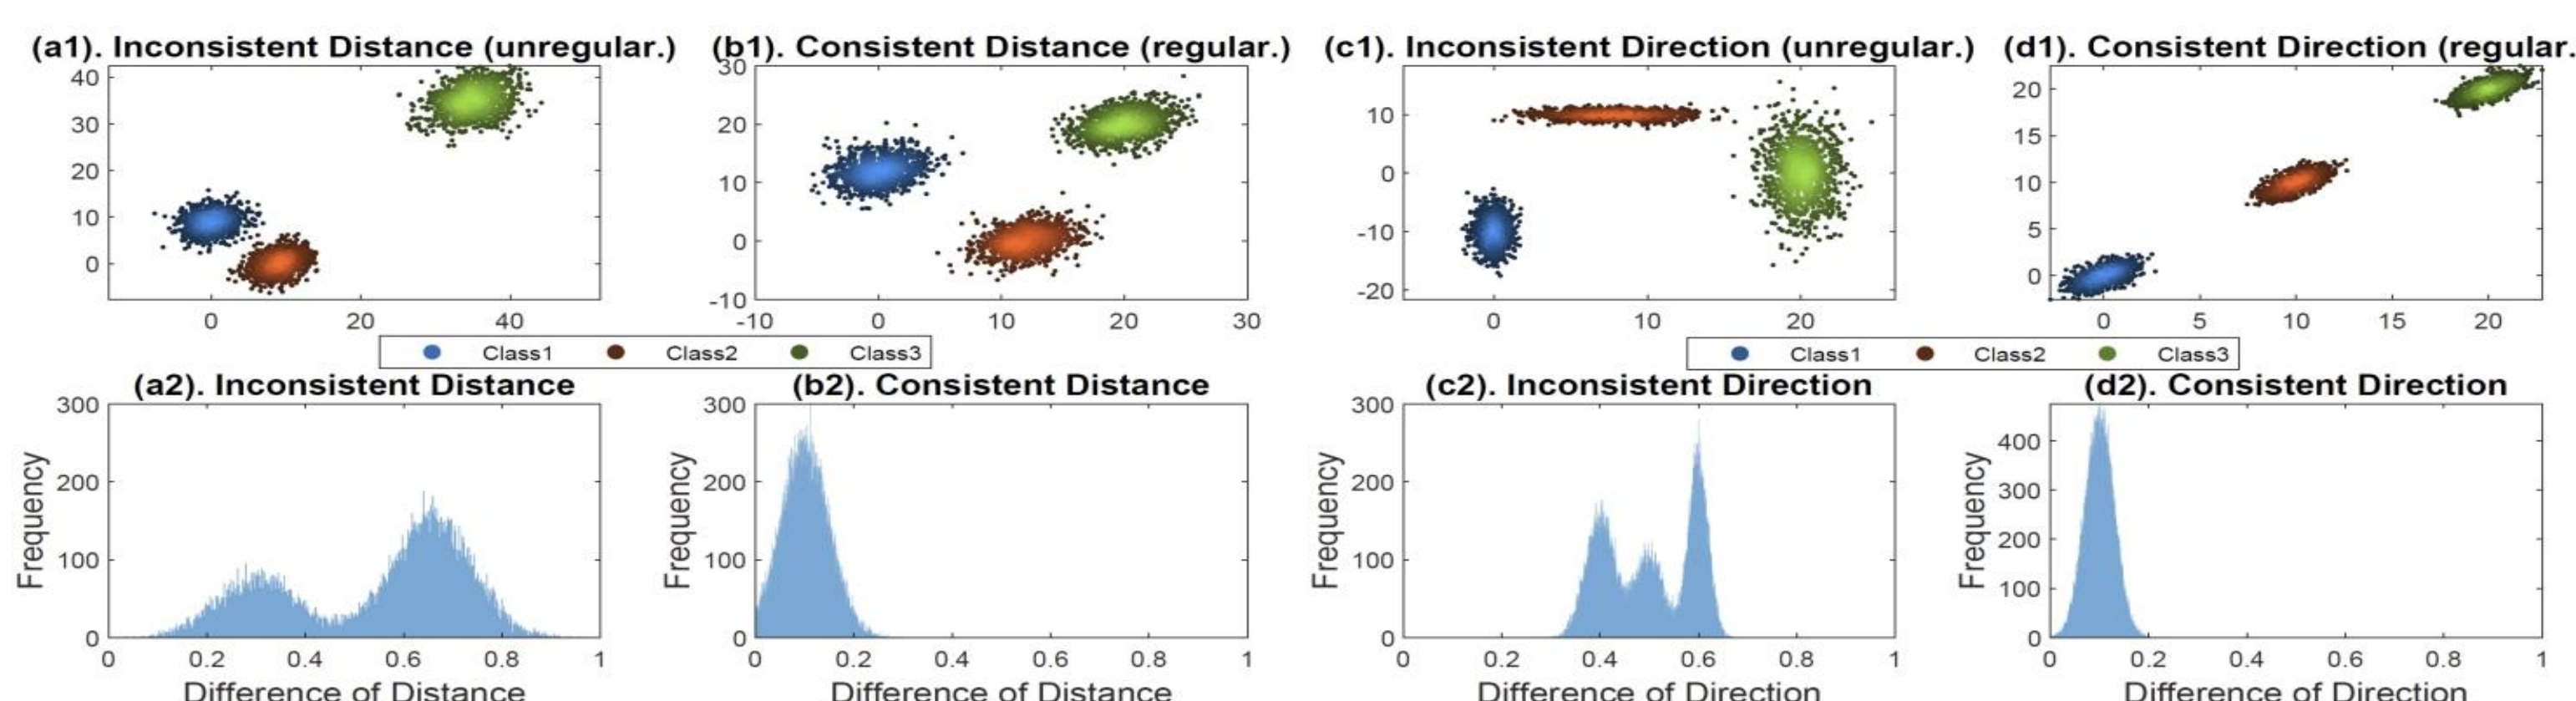 (a1). Inconsistent Distance (unregular.)
(b1). Consistent Distance (regular.)
(c1). Inconsistent Direction (unregular.)
(d1). Consistent Direction (regular.
40
30
20
10
0
0 20 40
30
20
10
0
-10
-10 0 10 20 30
10
0
-10
-20
0 10 20
20
15
10
5
0
0 5 10 15 20
Class1 Class2 Class3
Class1 Class2 Class3
(a2). Inconsistent Distance
(b2). Consistent Distance
(c2). Inconsistent Direction
(d2). Consistent Direction
Frequency
300
200
100
0
0 0.2 0.4 0.6 0.8 1
Difference of Distance
Frequency
300
200
100
0
0 0.2 0.4 0.6 0.8 1
Difference of Distance
Frequency
300
200
100
0
0 0.2 0.4 0.6 0.8 1
Difference of Direction
Frequency
400
300
200
100
0
0 0.2 0.4 0.6 0.8 1
Difference of Direction